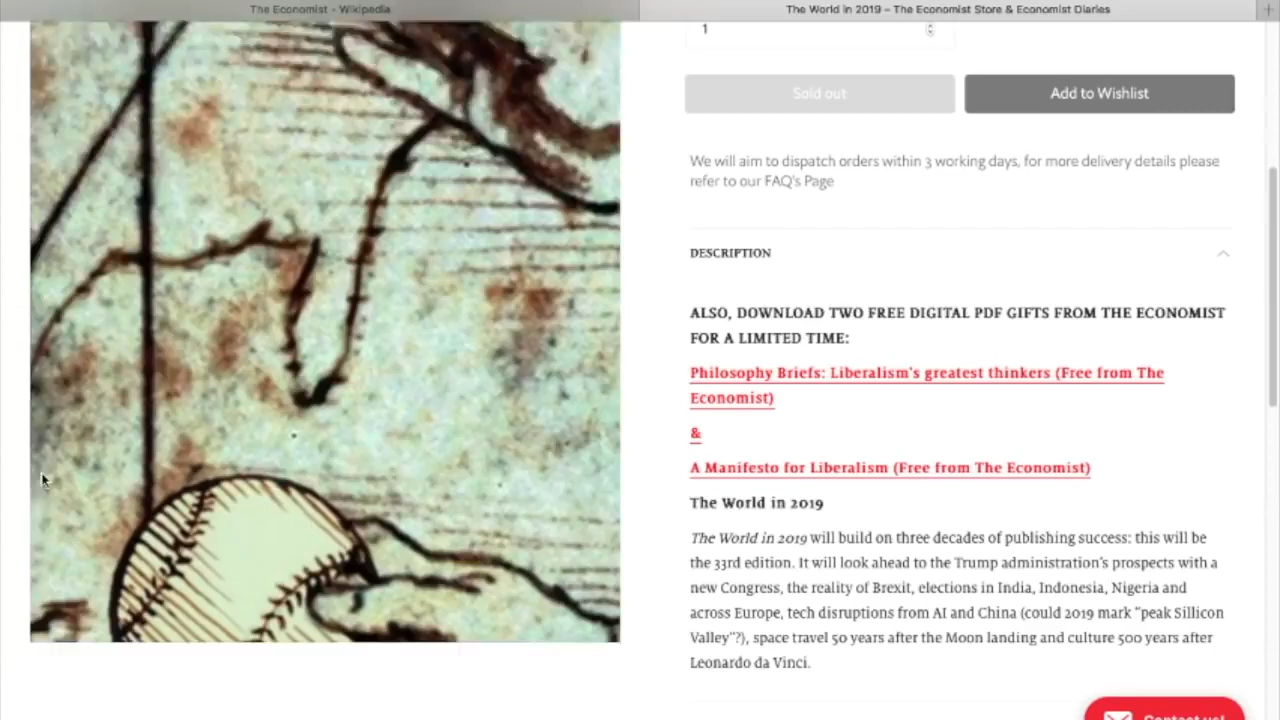 The Economist - Wikipedia
The World in 2019 – The Economist Store & Economist Diaries
1
Sold out
Add to Wishlist
We will aim to dispatch orders within 3 working days, for more delivery details please
refer to our FAQ's Page
DESCRIPTION
ALSO, DOWNLOAD TWO FREE DIGITAL PDF GIFTS FROM THE ECONOMIST
FOR A LIMITED TIME:
Philosophy Briefs: Liberalism's greatest thinkers (Free from The
Economist)
&
A Manifesto for Liberalism (Free from The Economist)
The World in 2019
The World in 2019 will build on three decades of publishing success: this will be
the 33rd edition. It will look ahead to the Trump administration's prospects with a
new Congress, the reality of Brexit, elections in India, Indonesia, Nigeria and
across Europe, tech disruptions from AI and China (could 2019 mark "peak Sillicon
Valley"?), space travel 50 years after the Moon landing and culture 500 years after
Leonardo da Vinci.
Contact us!